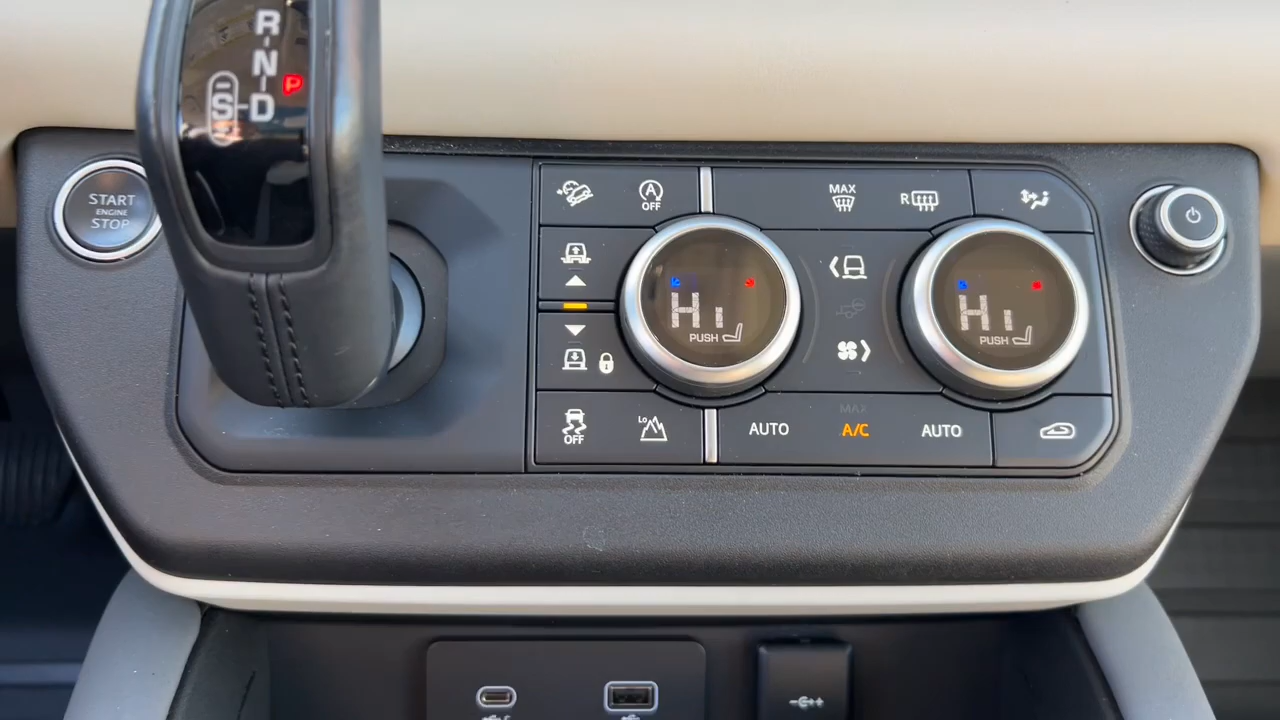 R
N
P
S
D
START
ENGINE
STOP
A
OFF
MAX
R
Hi
PUSH
Hi
PUSH
OFF
Lo
AUTO
MAX
A/C
AUTO